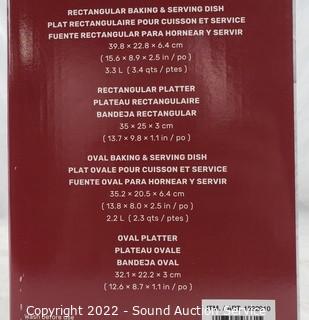 RECTANGULAR BAKING & SERVING DISH
PLAT RECTANGULAIRE POUR CUISSON ET SERVICE
FUENTE RECTANGULAR PARA HORNEAR Y SERVIR
39.8 × 22.8 × 6.4 cm
( 15.6 × 8.9 × 2.5 in / po )
3.3 L ( 3.4 qts / ptes )
RECTANGULAR PLATTER
PLATEAU RECTANGULAIRE
BANDEJA RECTANGULAR
35 × 25 × 3 cm
( 13.7 × 9.8 × 1.1 in / po )
OVAL BAKING & SERVING DISH
PLAT OVALE POUR CUISSON ET SERVICE
FUENTE OVAL PARA HORNEAR Y SERVIR
35.2 × 20.5 × 6.4 cm
( 13.8 × 8.0 × 2.5 in / po )
2.2 L ( 2.3 qts / ptes )
OVAL PLATTER
PLATEAU OVALE
BANDEJA OVAL
32.1 × 22.2 × 3 cm
( 12.6 × 8.7 × 1.1 in / po )
ITM. / ART.
Wash before use
Copyright 2022 - Sound Auction Service